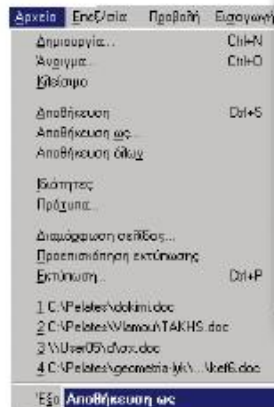 Αρχείο Επεξ/σία Προβολή Εισαγωγή
Δημιουργία... Ctrl+N
Άνοιγμα... Ctrl+O
Κλείσιμο
Αποθήκευση Ctrl+S
Αποθήκευση ως...
Αποθήκευση όλων
Ιδιότητες
Πρότυπα...
Διαμόρφωση σελίδας...
Προεπισκόπηση εκτύπωσης
Εκτύπωση... Ctrl+P
1 C:\Pelates\dokimi.doc
2 C:\Pelates\Vlamou\TAKHS.doc
3
4 C:\Pelates\geometria-lyk\...\kef6.doc
Έξο Αποθήκευση ως